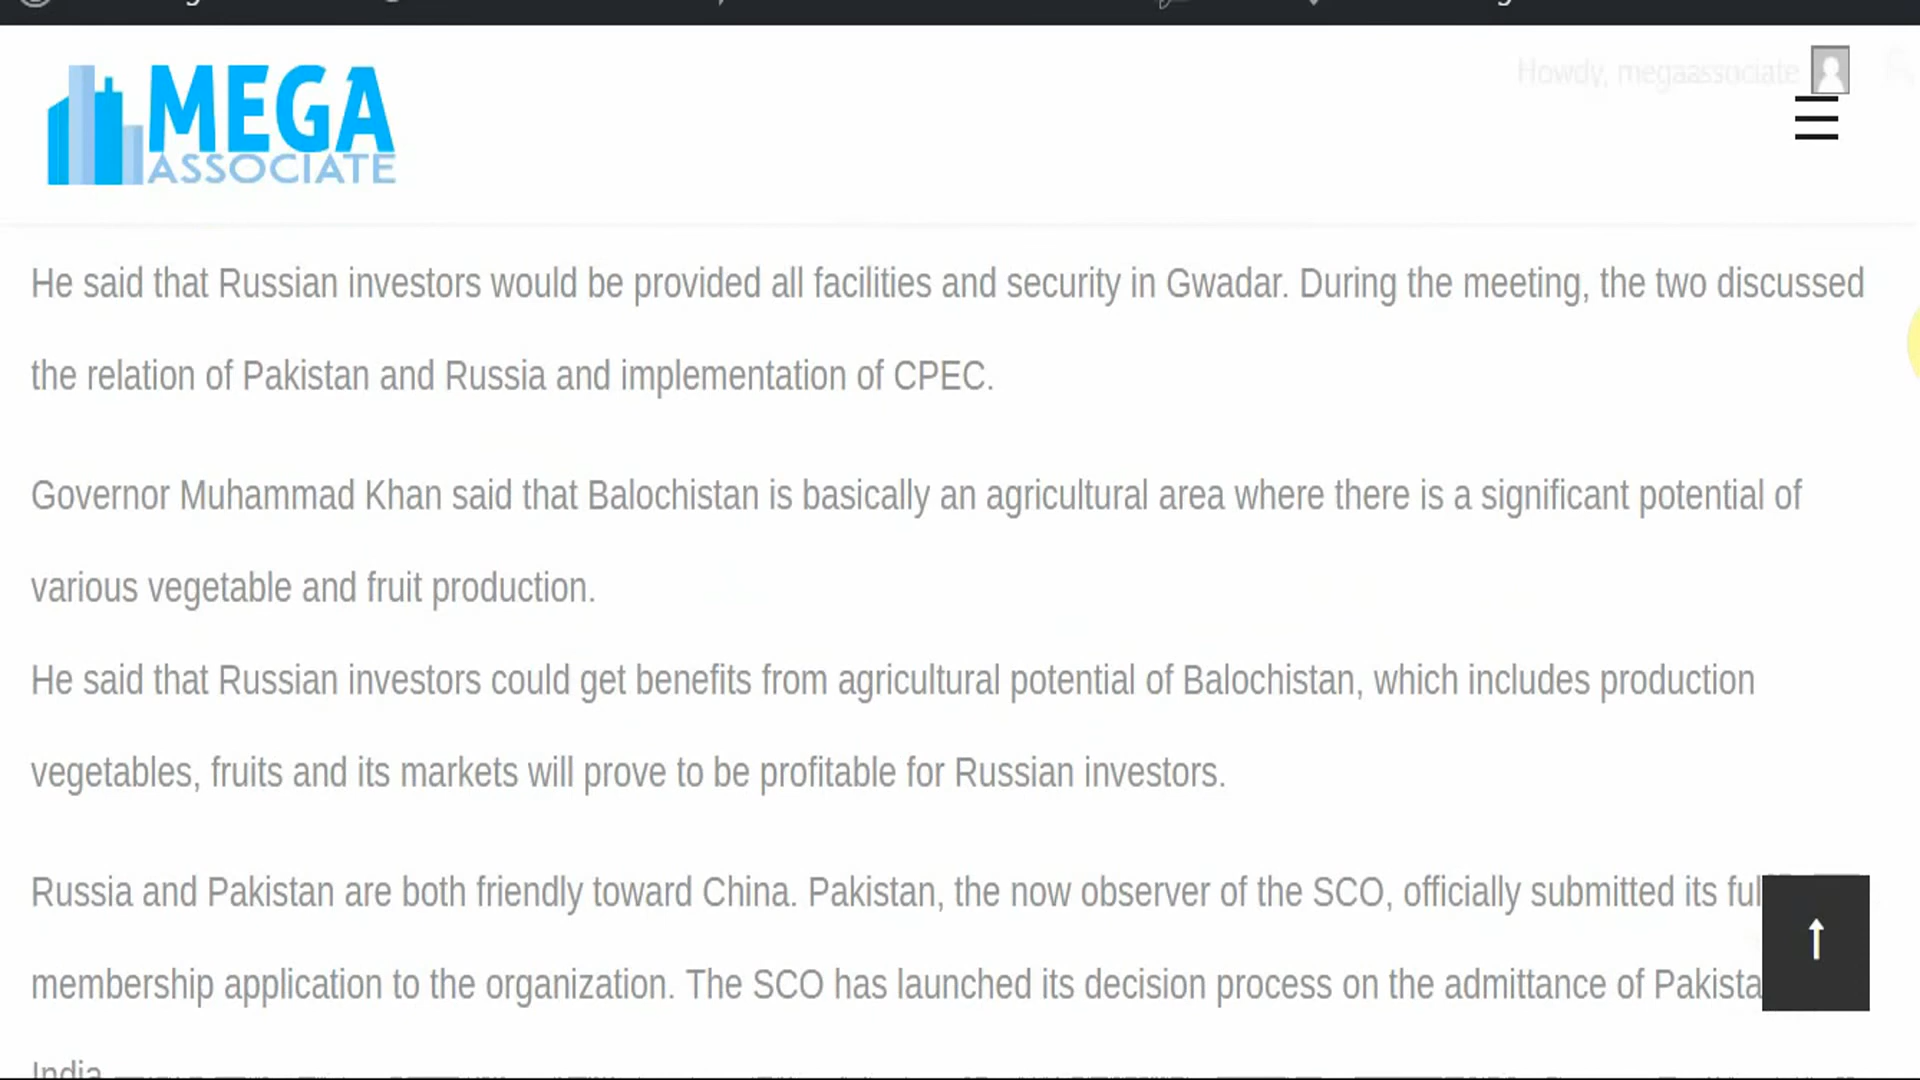 MEGA
ASSOCIATE
Howdy, megaassociate
He said that Russian investors would be provided all facilities and security in Gwadar. During the meeting, the two discussed
the relation of Pakistan and Russia and implementation of CPEC.
Governor Muhammad Khan said that Balochistan is basically an agricultural area where there is a significant potential of
various vegetable and fruit production.
He said that Russian investors could get benefits from agricultural potential of Balochistan, which includes production
vegetables, fruits and its markets will prove to be profitable for Russian investors.
Russia and Pakistan are both friendly toward China. Pakistan, the now observer of the SCO, officially submitted its
membership application to the organization. The SCO has launched its decision process on the admittance of
India